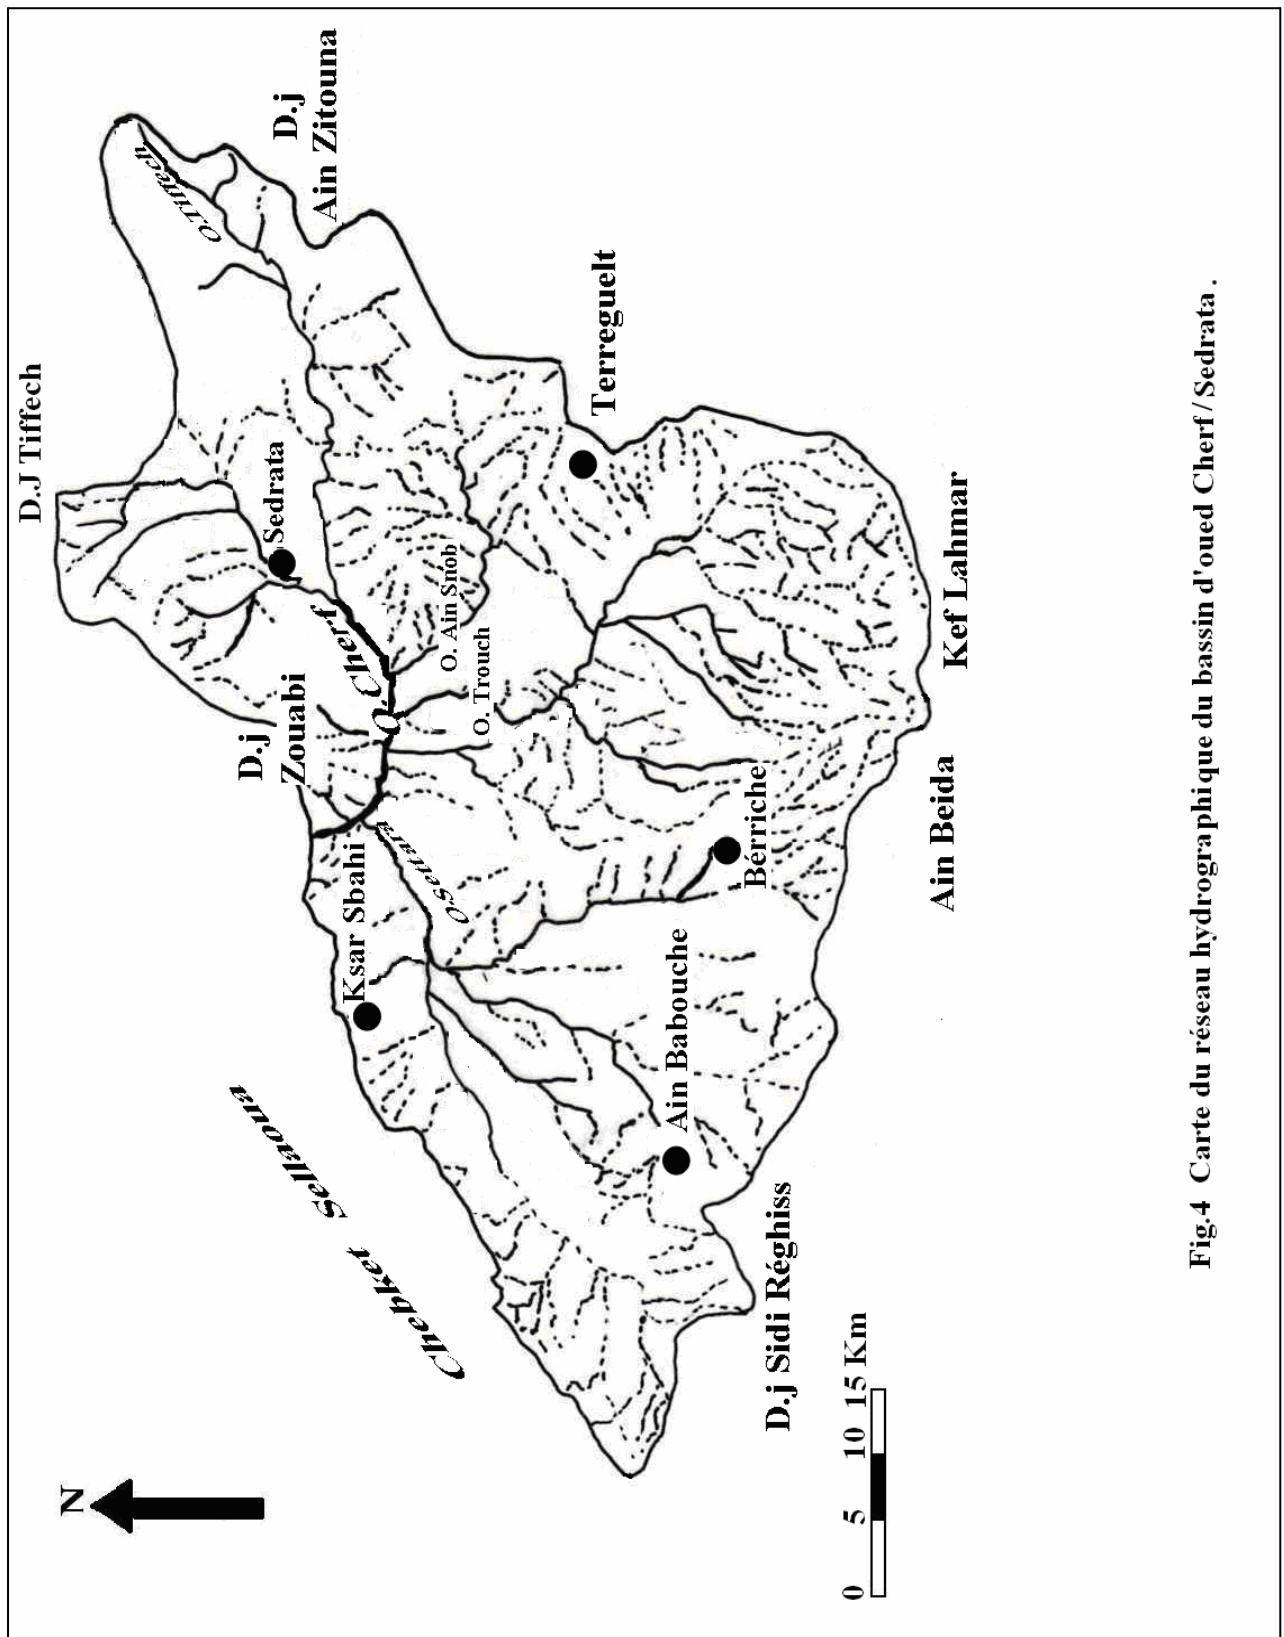 N
D.J Tiffech
D.j
Ain Zitouna
O.Tiffech
Sedrata
Terreguelt
O. Cherf
O. Ain Snob
O. Trouch
D.j
Zouabi
Kef Lahmar
Ksar Sbahi
O.Settara
Bérriche
Ain Beida
Ain Babouche
Chebket Sellaoua
D.j Sidi Réghiss
0 5 10 15 Km
Fig.4 Carte du réseau hydrographique du bassin d'oued Cherf / Sedrata .